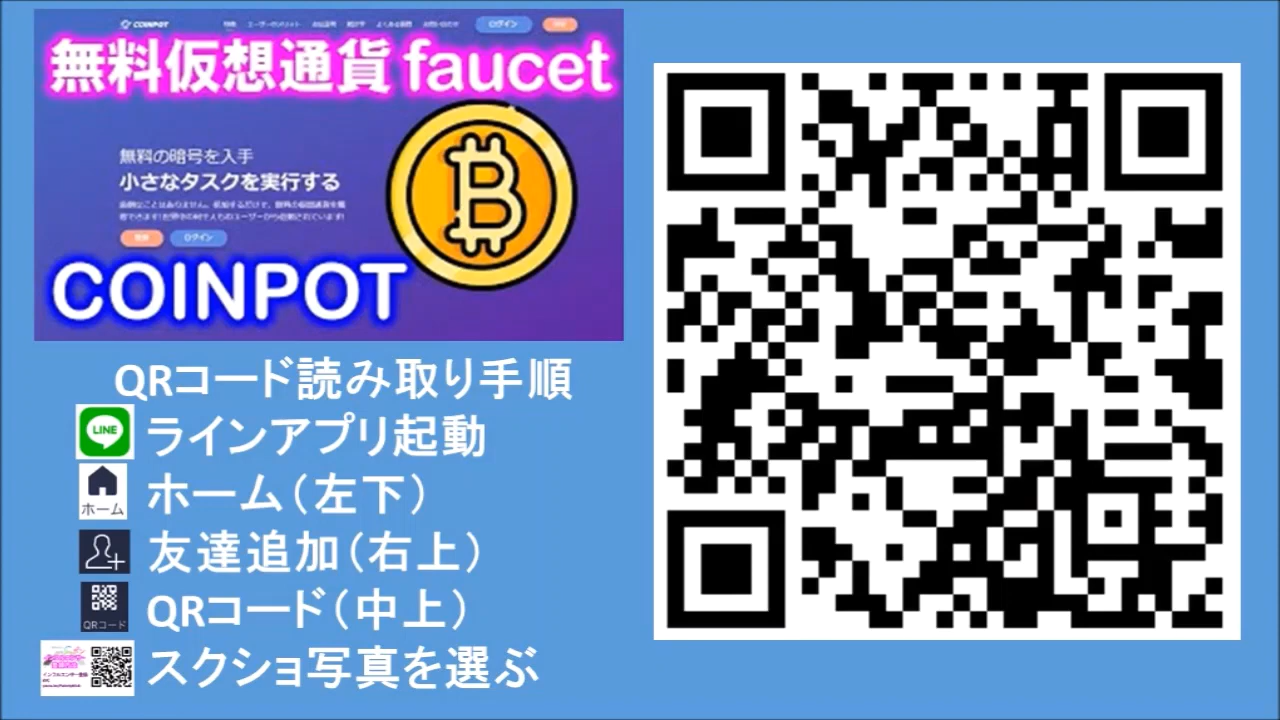 COINPOT
ログイン
無料仮想通貨 faucet
無料の暗号を入手
小さなタスクを実行する
ログイン
COINPOT
QRコード読み取り手順
LINE
ラインアプリ起動
ホーム
ホーム(左下)
友達追加(右上)
QRコード
QRコード(中上)
スクショ写真を選ぶ